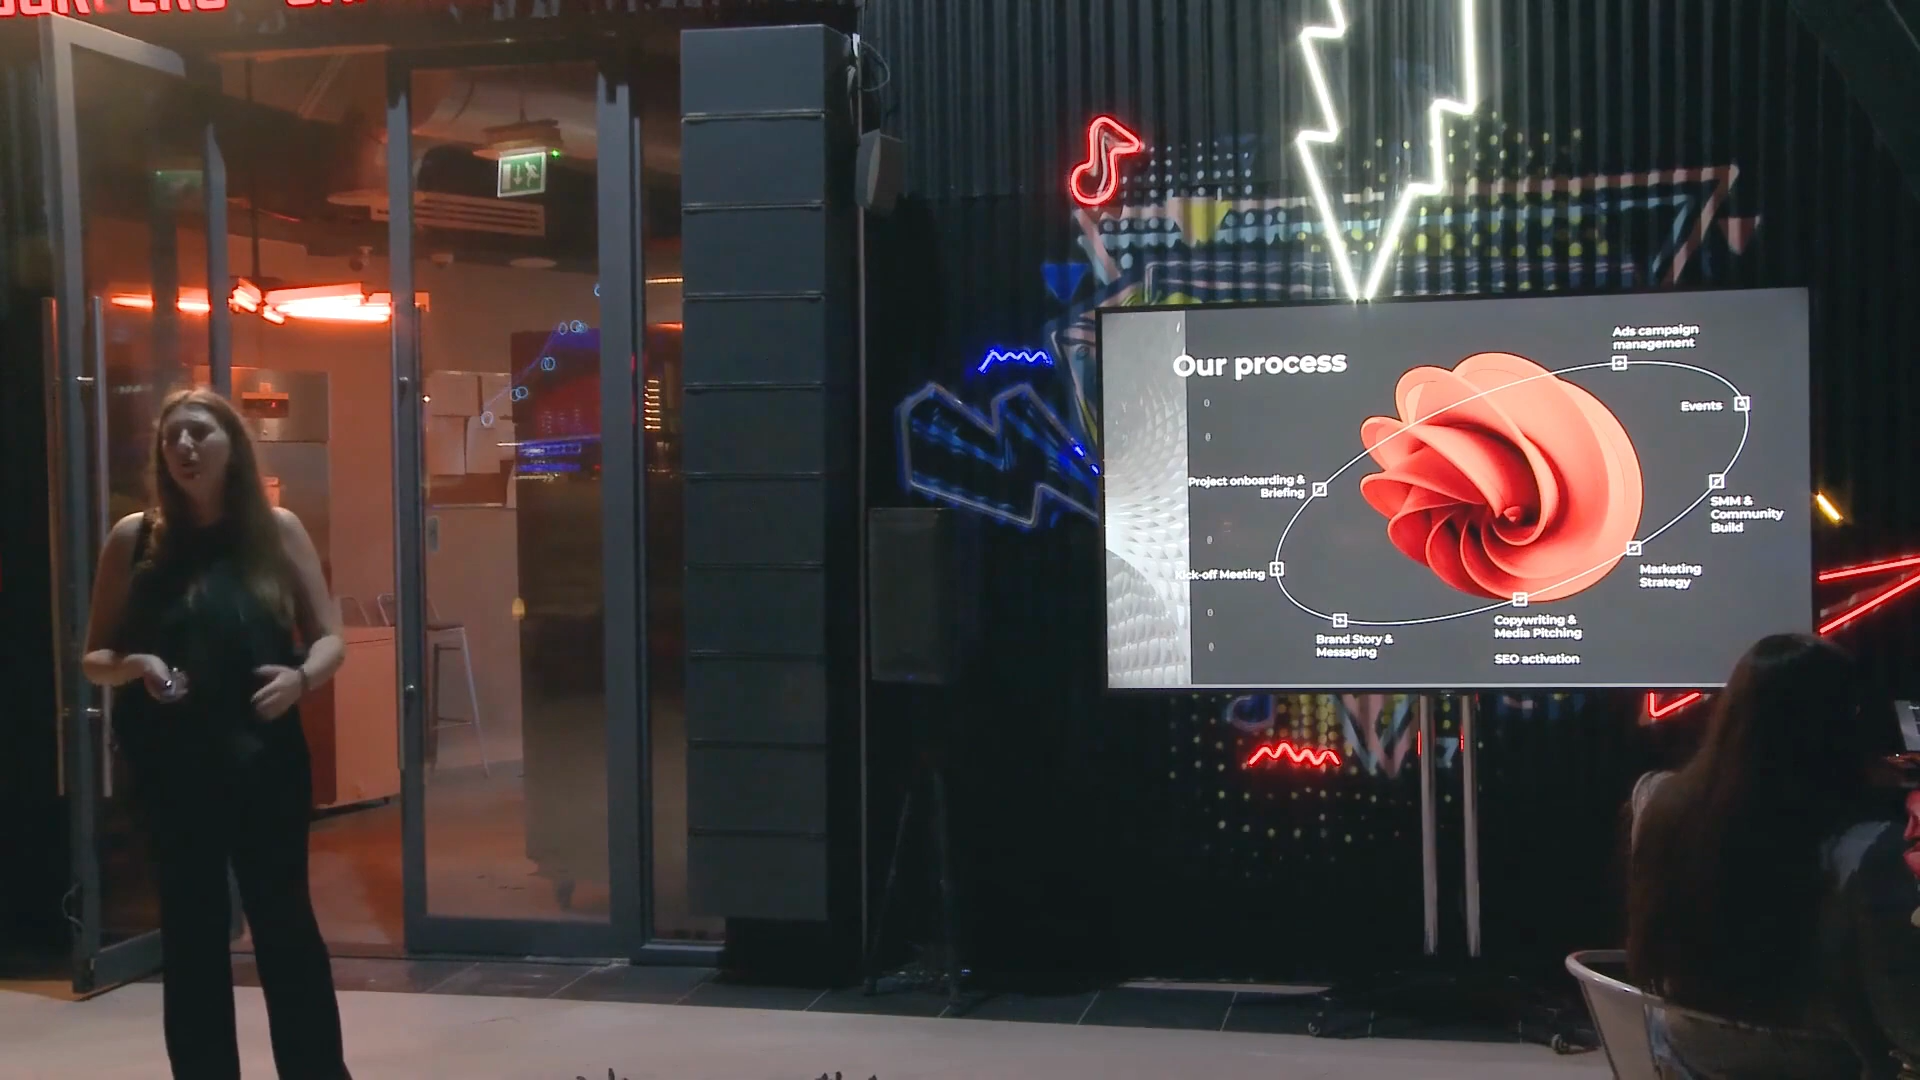 Our process
Ads campaign
management
Events
Project onboarding &
Briefing
SMM &
Community
Build
Kick-off Meeting
Marketing
Strategy
Brand Story &
Messaging
Copywriting &
Media Pitching
SEO activation